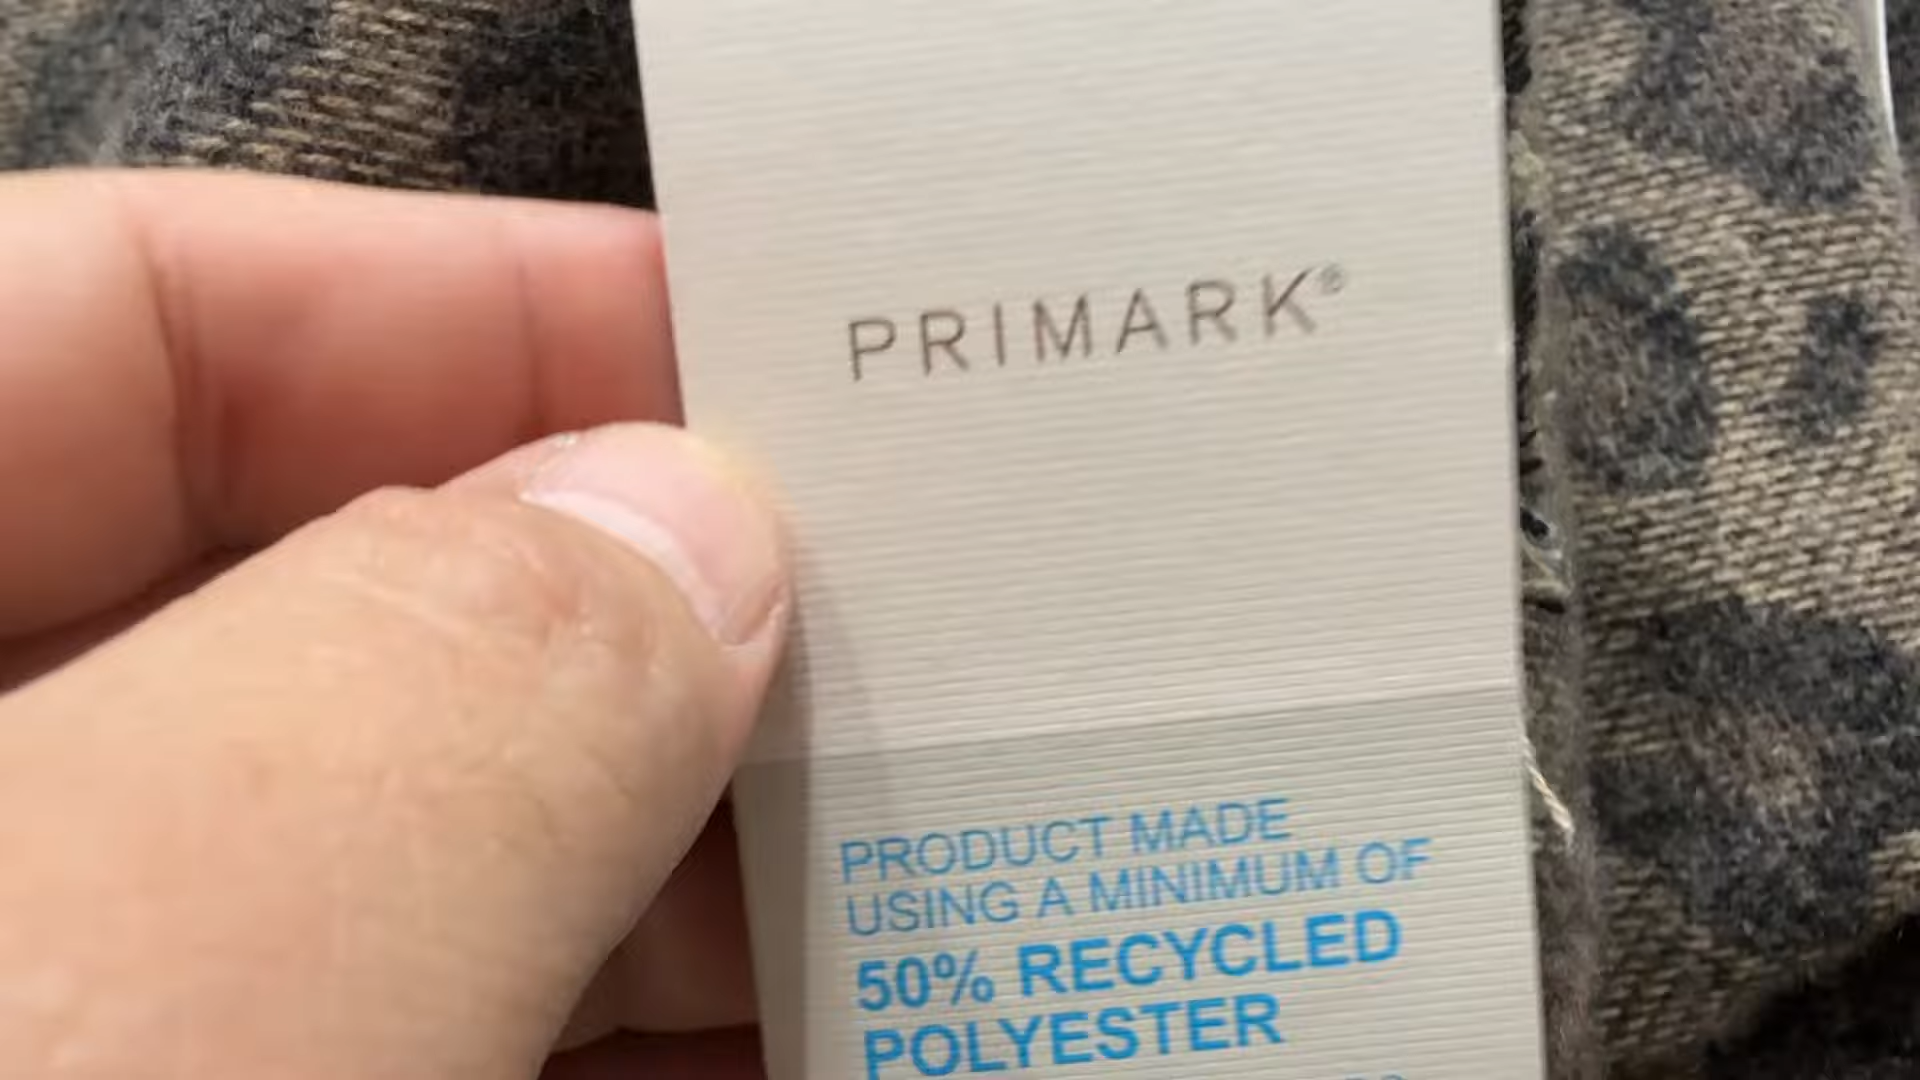 PRIMARK®
PRODUCT MADE
USING A MINIMUM OF
50% RECYCLED
POLYESTER